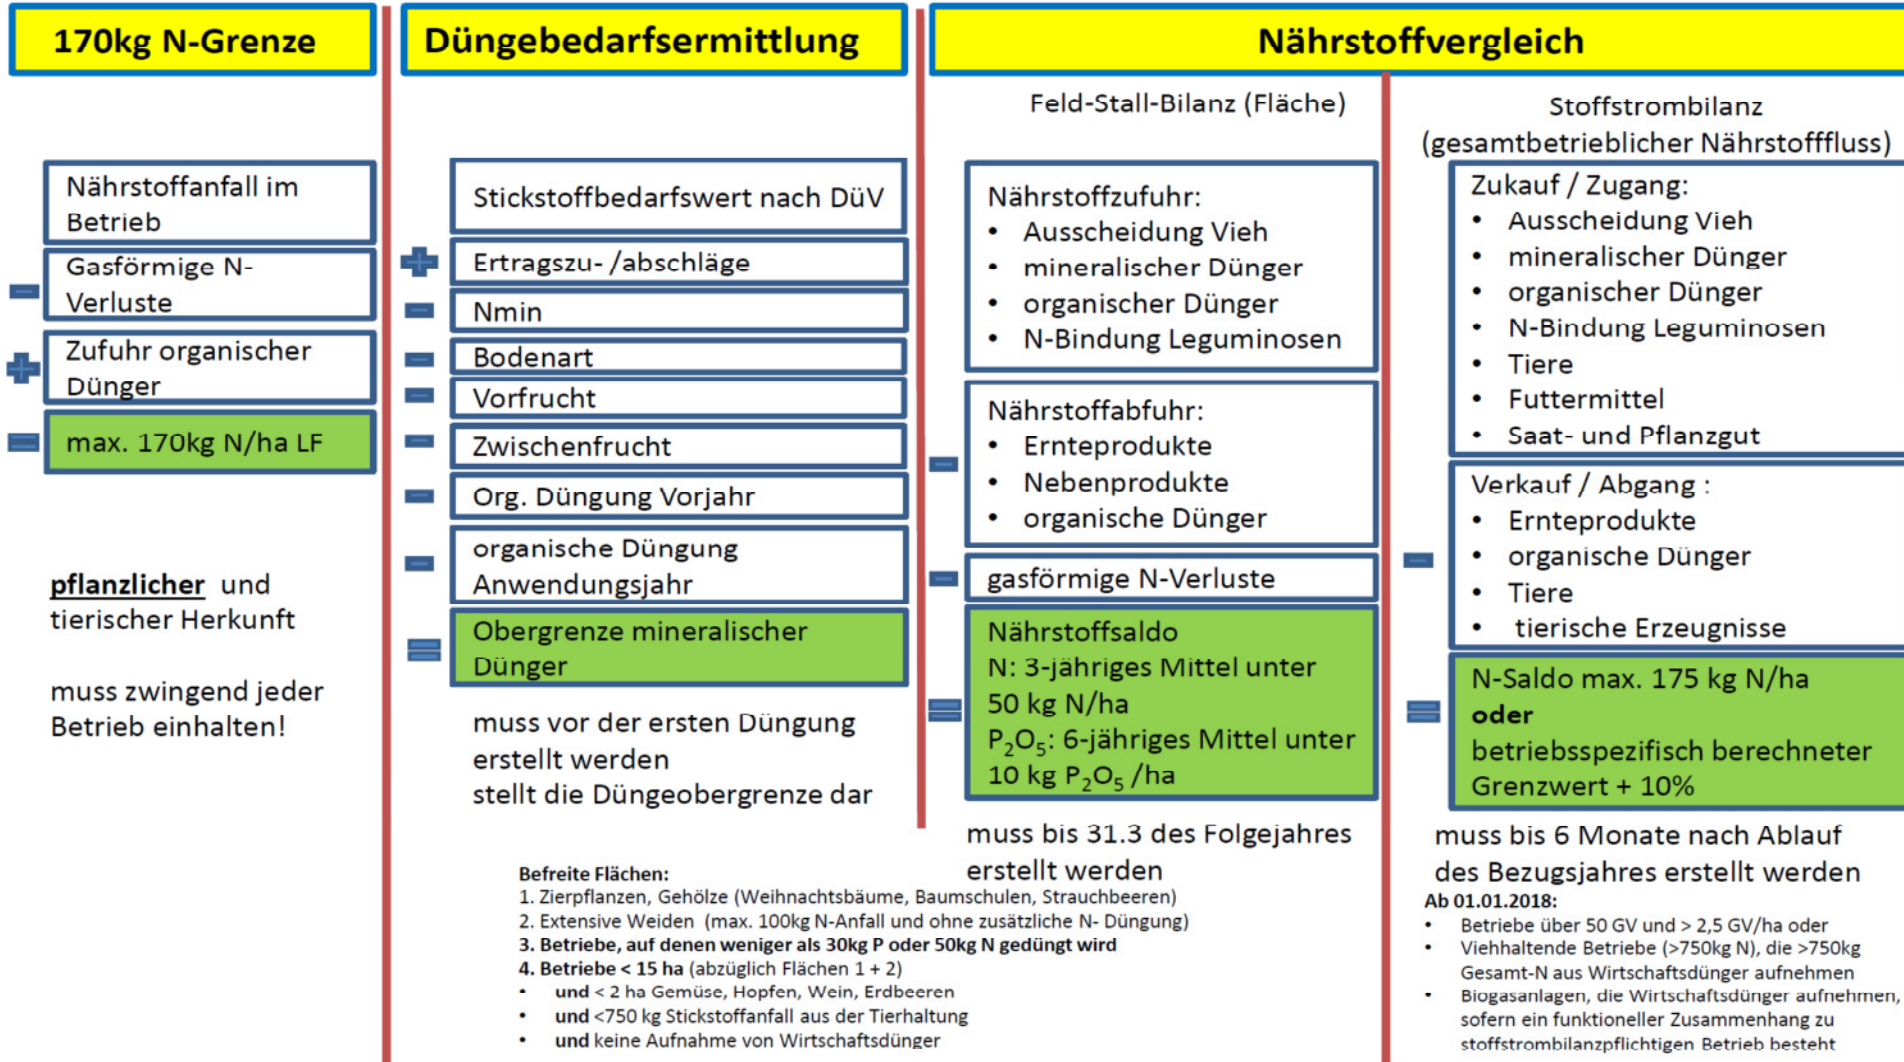 170kg N-Grenze
Nährstoffanfall im
Betrieb
Gasförmige N-
Verluste
Zufuhr organischer
Dünger
max. 170kg N/ha LF
pflanzlicher und
tierischer Herkunft
muss zwingend jeder
Betrieb einhalten!
Düngebedarfsermittlung
Stickstoffbedarfswert nach DüV
Ertragszu- /abschläge
Nmin
Bodenart
Vorfrucht
Zwischenfrucht
Org. Düngung Vorjahr
organische Düngung
Anwendungsjahr
Obergrenze mineralischer
Dünger
muss vor der ersten Düngung
erstellt werden
stellt die Düngeobergrenze dar
Nährstoffvergleich
Feld-Stall-Bilanz (Fläche)
Nährstoffzufuhr:
• Ausscheidung Vieh
• mineralischer Dünger
• organischer Dünger
• N-Bindung Leguminosen
Nährstoffabfuhr:
• Ernteprodukte
• Nebenprodukte
• organische Dünger
gasförmige N-Verluste
Nährstoffsaldo
N: 3-jähriges Mittel unter
50 kg N/ha
P₂O₅: 6-jähriges Mittel unter
10 kg P₂O₅ /ha
muss bis 31.3 des Folgejahres
erstellt werden
Stoffstrombilanz
(gesamtbetrieblicher Nährstofffluss)
Zukauf / Zugang:
• Ausscheidung Vieh
• mineralischer Dünger
• organischer Dünger
• N-Bindung Leguminosen
• Tiere
• Futtermittel
• Saat- und Pflanzgut
Verkauf / Abgang :
• Ernteprodukte
• organische Dünger
• Tiere
• tierische Erzeugnisse
N-Saldo max. 175 kg N/ha
oder
betriebsspezifisch berechneter
Grenzwert + 10%
muss bis 6 Monate nach Ablauf
des Bezugsjahres erstellt werden
Ab 01.01.2018:
• Betriebe über 50 GV und > 2,5 GV/ha oder
• Viehhaltende Betriebe (>750kg N), die >750kg
Gesamt-N aus Wirtschaftsdünger aufnehmen
• Biogasanlagen, die Wirtschaftsdünger aufnehmen,
sofern ein funktioneller Zusammenhang zu
stoffstrombilanzpflichtigen Betrieb besteht
Befreite Flächen:
1. Zierpflanzen, Gehölze (Weihnachtsbäume, Baumschulen, Strauchbeeren)
2. Extensive Weiden (max. 100kg N-Anfall und ohne zusätzliche N- Düngung)
3. Betriebe, auf denen weniger als 30kg P oder 50kg N gedüngt wird
4. Betriebe < 15 ha (abzüglich Flächen 1 + 2)
• und < 2 ha Gemüse, Hopfen, Wein, Erdbeeren
• und <750 kg Stickstoffanfall aus der Tierhaltung
• und keine Aufnahme von Wirtschaftsdünger